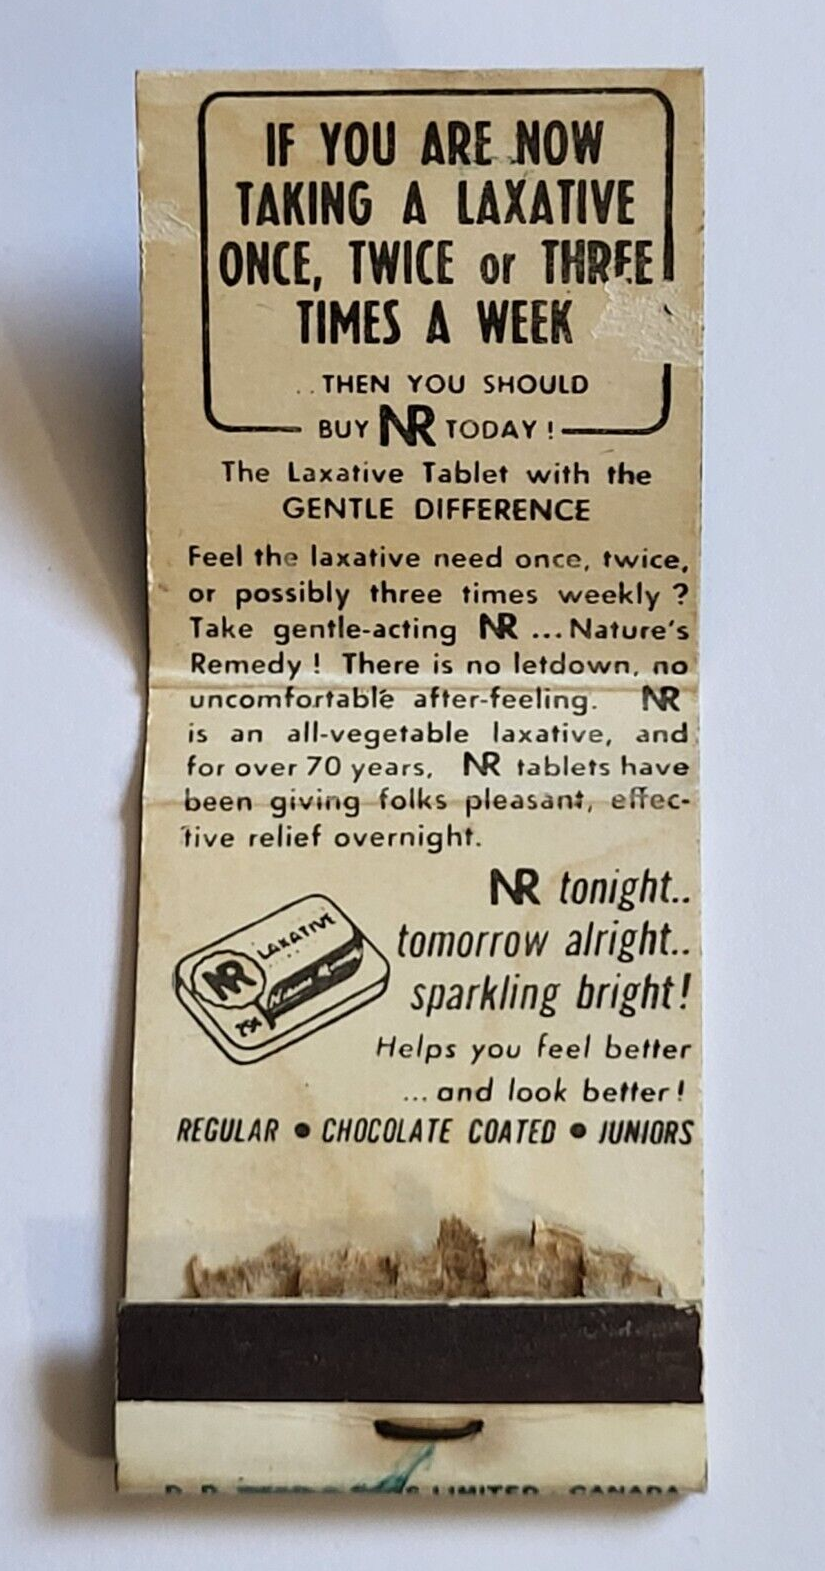 IF YOU ARE NOW
TAKING A LAXATIVE
ONCE, TWICE or THREE
TIMES A WEEK
..THEN YOU SHOULD
BUY NR TODAY!
The Laxative Tablet with the
GENTLE DIFFERENCE
Feel the laxative need once, twice,
or possibly three times weekly?
Take gentle-acting NR ... Nature's
Remedy! There is no letdown, no
uncomfortable after-feeling. NR
is an all-vegetable laxative, and
for over 70 years, NR tablets have
been giving folks pleasant, effec-
tive relief overnight.
NR tonight..
tomorrow alright..
sparkling bright!
LAXATIVE
NR
25¢
Helps you feel better
...and look better!
REGULAR • CHOCOLATE COATED • JUNIORS
LIMITED - CANADA